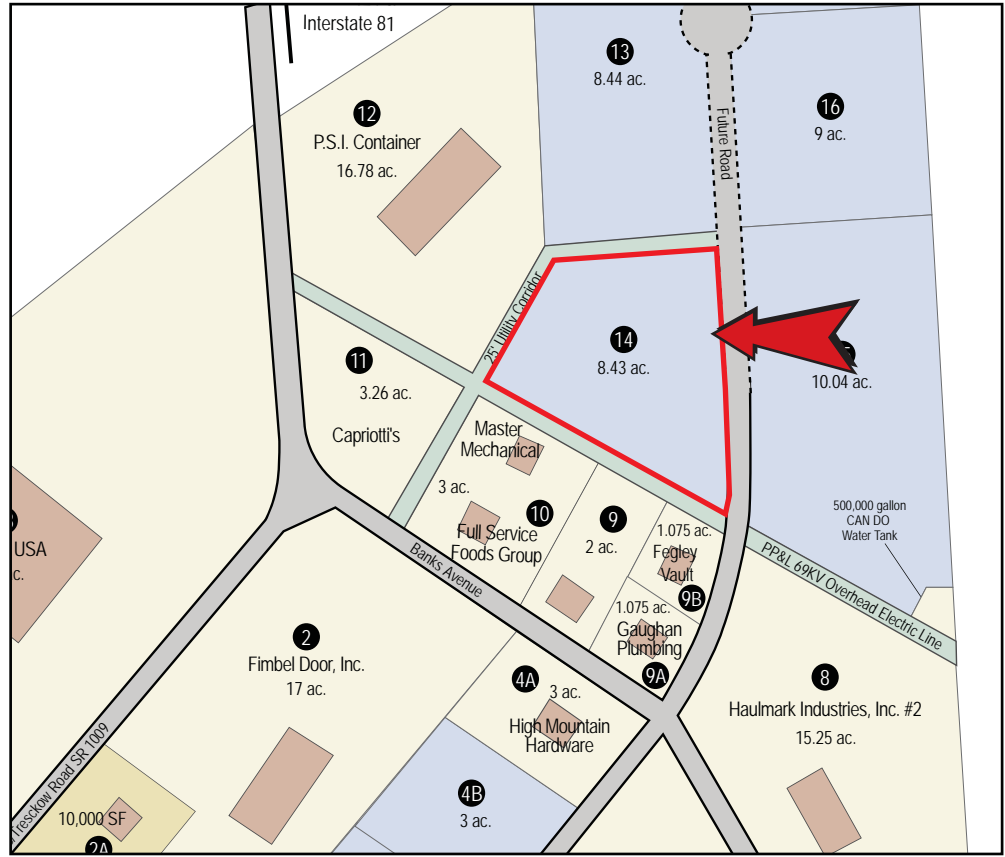 Interstate 81
13
8.44 ac.
16
9 ac.
12
P.S.I. Container
16.78 ac.
Future Road
25' Utility Corridor
14
8.43 ac.
10.04 ac.
11
3.26 ac.
Capriotti's
Master
Mechanical
3 ac.
10
Full Service
Foods Group
9
2 ac.
1.075 ac.
Fegley
Vault
9B
1.075 ac.
Gaughan
Plumbing
9A
500,000 gallon
CAN DO
Water Tank
PP&L 69KV Overhead Electric Line
Banks Avenue
USA
c.
2
Fimbel Door, Inc.
17 ac.
4A
3 ac.
High Mountain
Hardware
8
Haulmark Industries, Inc. #2
15.25 ac.
4B
3 ac.
Tresckow Road SR 1009
10,000 SF
2A